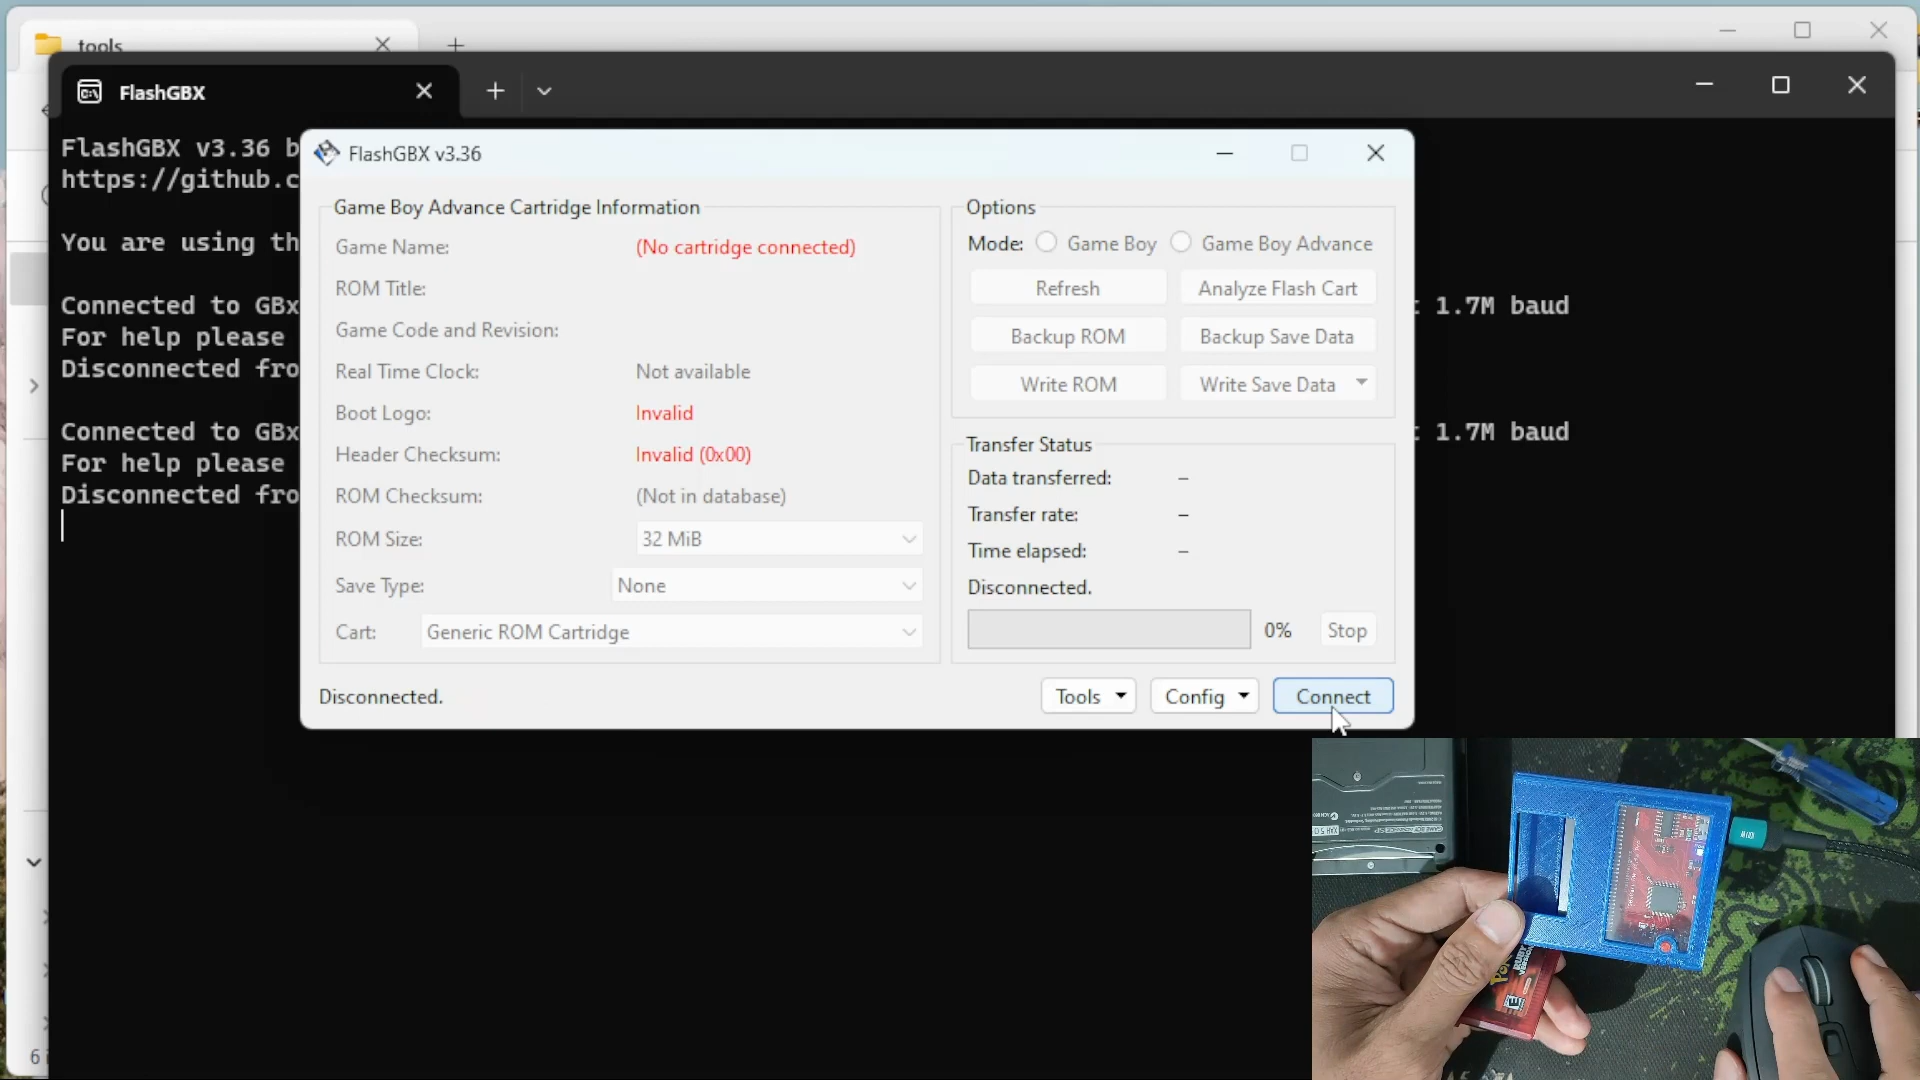 tools
FlashGBX
FlashGBX v3.36 b
https://github.c
You are using th
Connected to GBx
: 1.7M baud
For help please
Disconnected fro
Connected to GBx
: 1.7M baud
For help please
Disconnected fro
FlashGBX v3.36
Game Boy Advance Cartridge Information
Game Name: (No cartridge connected)
ROM Title:
Game Code and Revision:
Real Time Clock: Not available
Boot Logo: Invalid
Header Checksum: Invalid (0x00)
ROM Checksum: (Not in database)
ROM Size: 32 MiB
Save Type: None
Cart: Generic ROM Cartridge
Disconnected.
Options
Mode: Game Boy Game Boy Advance
Refresh Analyze Flash Cart
Backup ROM Backup Save Data
Write ROM Write Save Data
Transfer Status
Data transferred: –
Transfer rate: –
Time elapsed: –
Disconnected.
0% Stop
Tools Config Connect
6
RUBY
VERSION
E